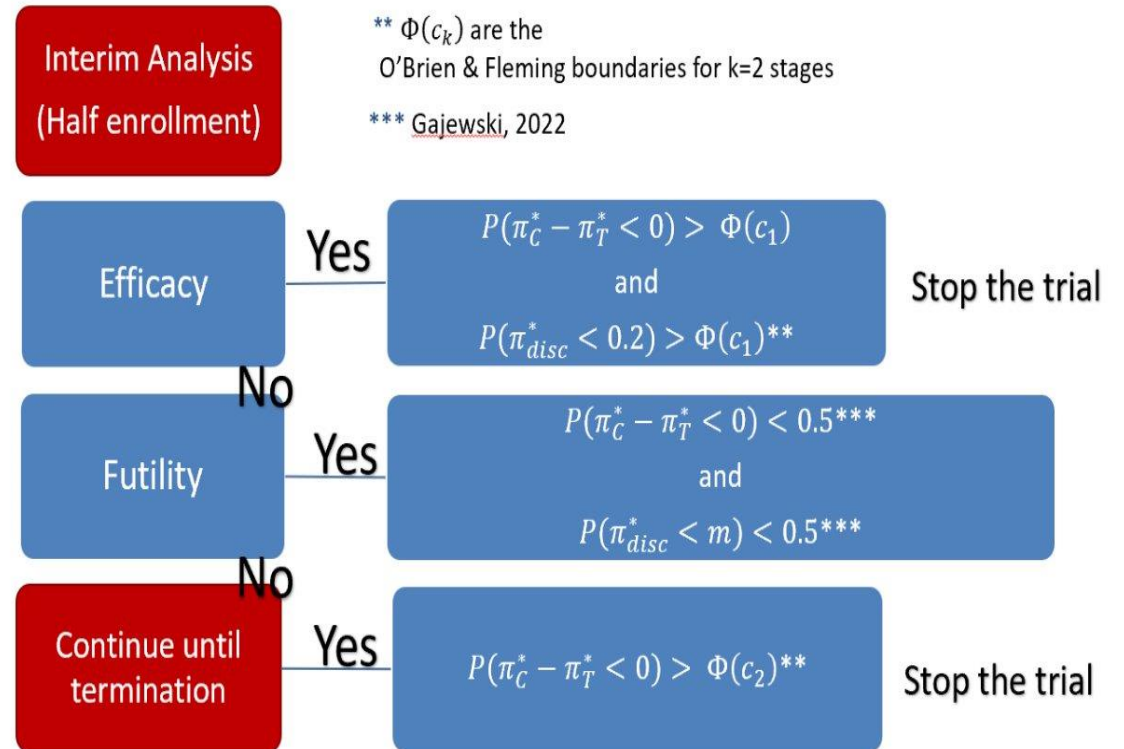 Interim Analysis
(Half enrollment)
** Φ(c_k) are the
O'Brien & Fleming boundaries for k=2 stages
*** Gajewski, 2022
Efficacy
Yes
P(π*_C − π*_T < 0) > Φ(c_1)
and
P(π*_disc < 0.2) > Φ(c_1)**
Stop the trial
No
Futility
Yes
P(π*_C − π*_T < 0) < 0.5***
and
P(π*_disc < m) < 0.5***
No
Continue until
termination
Yes
P(π*_C − π*_T < 0) > Φ(c_2)**
Stop the trial